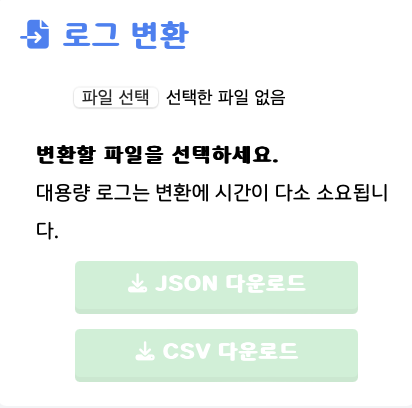 로그 변환
파일 선택 선택한 파일 없음
변환할 파일을 선택하세요.
대용량 로그는 변환에 시간이 다소 소요됩니
다.
JSON 다운로드
CSV 다운로드